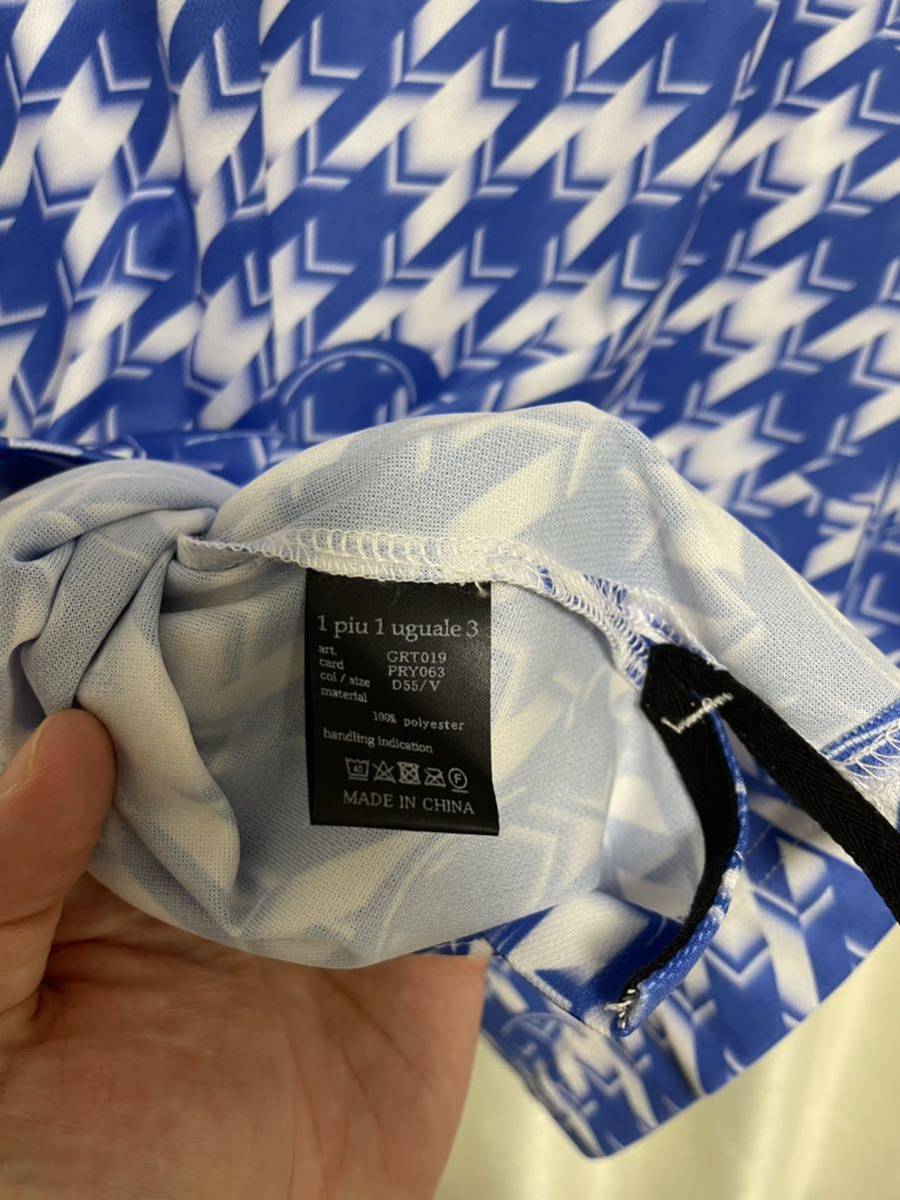 1 piu 1 uguale 3
art. GRT019
card PRY063
col / size D55/V
material
100% polyester
handling indication
40 F
MADE IN CHINA